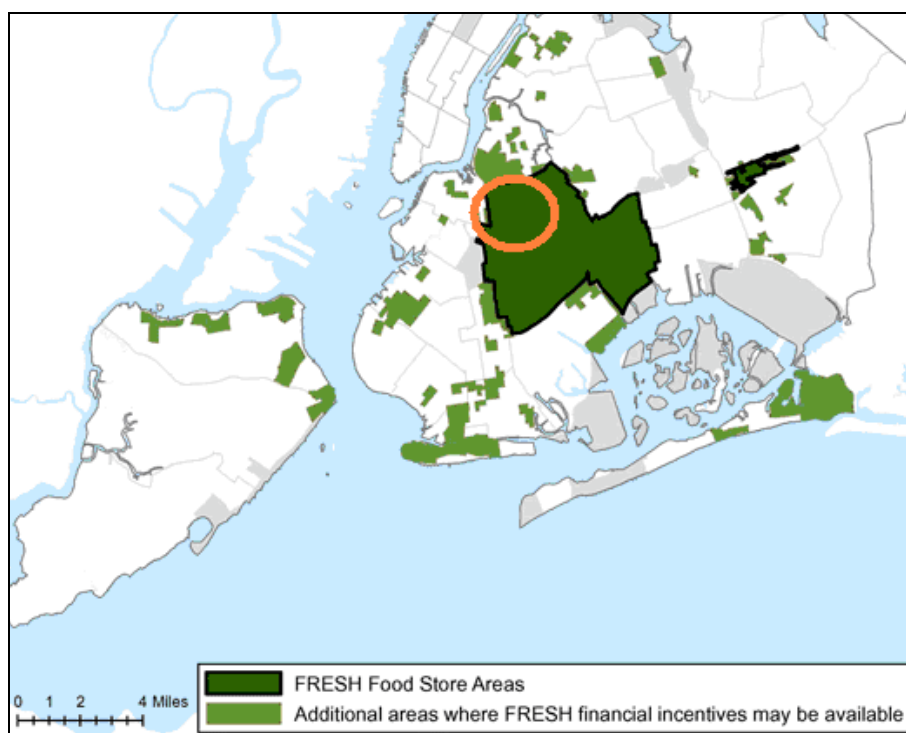 FRESH Food Store Areas
Additional areas where FRESH financial incentives may be available
0 1 2 4 Miles